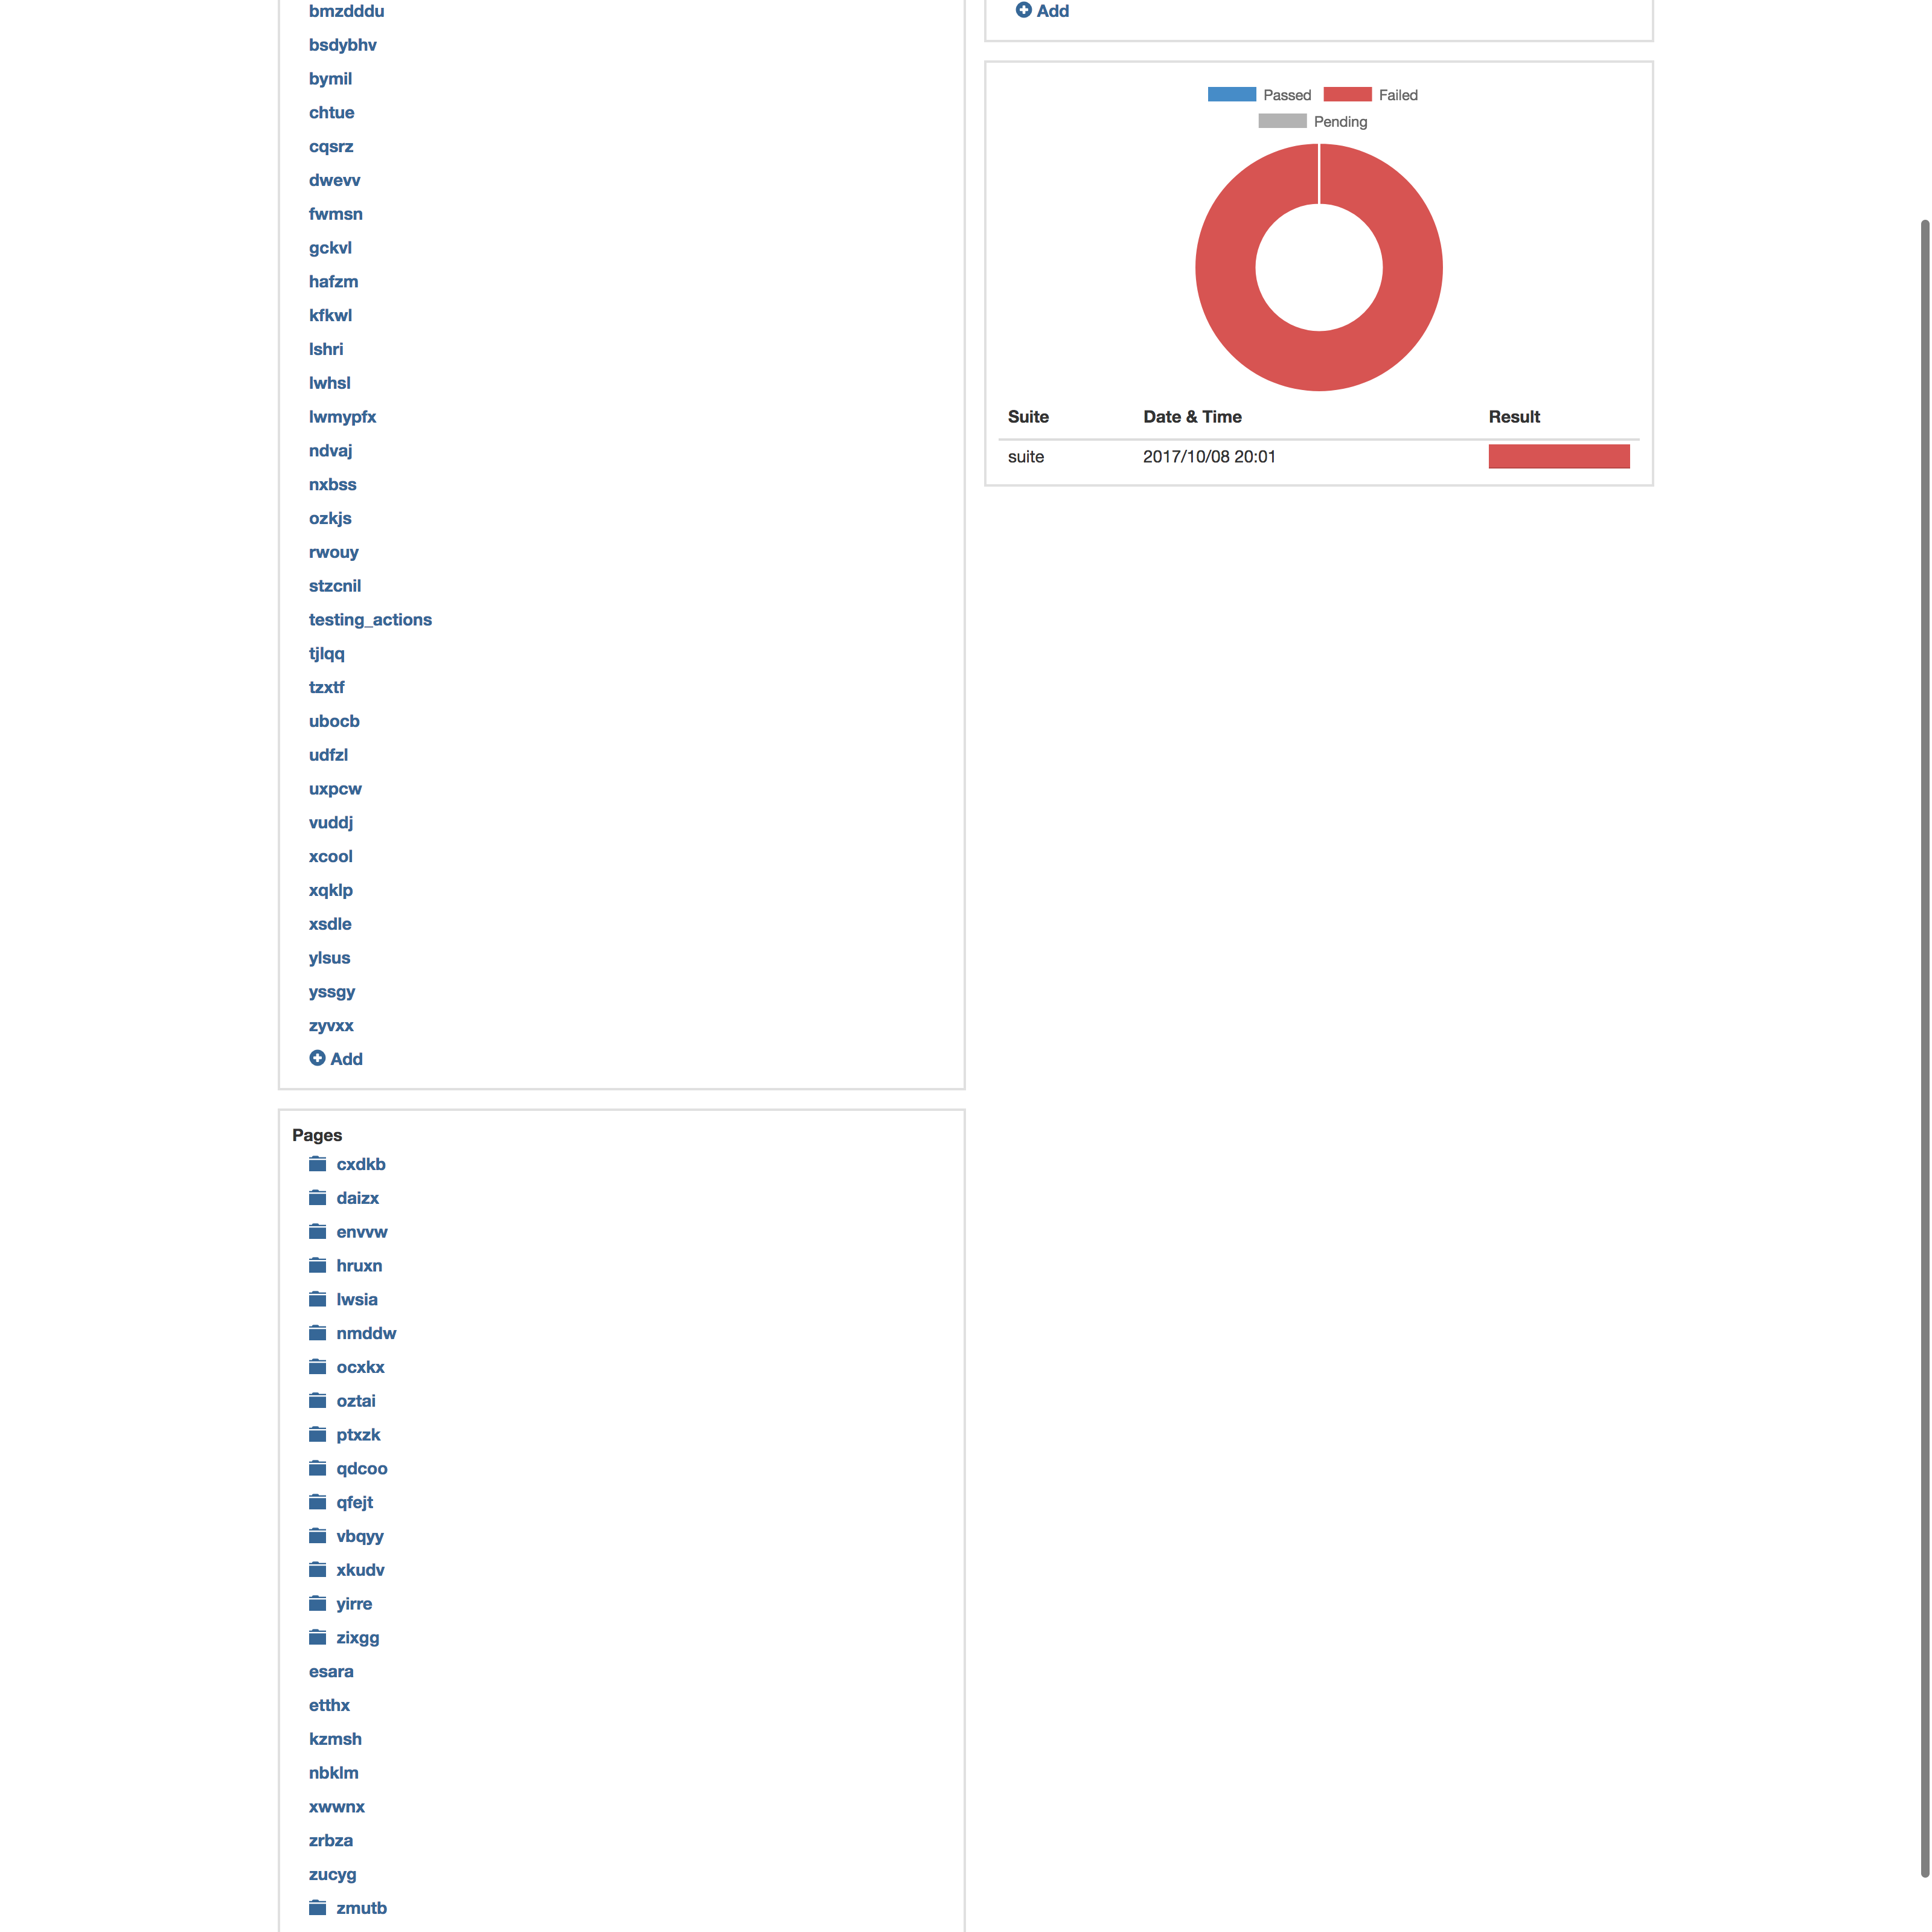 bmzdddu
bsdybhv
bymil
chtue
cqsrz
dwevv
fwmsn
gckvl
hafzm
kfkwl
lshri
lwhsl
lwmypfx
ndvaj
nxbss
ozkjs
rwouy
stzcnil
testing_actions
tjlqq
tzxtf
ubocb
udfzl
uxpcw
vuddj
xcool
xqklp
xsdle
ylsus
yssgy
zyvxx
Add
Pages
cxdkb
daizx
envvw
hruxn
lwsia
nmddw
ocxkx
oztai
ptxzk
qdcoo
qfejt
vbqyy
xkudv
yirre
zixgg
esara
etthx
kzmsh
nbklm
xwwnx
zrbza
zucyg
zmutb
Add
Passed Failed
Pending
Suite Date & Time Result
suite 2017/10/08 20:01